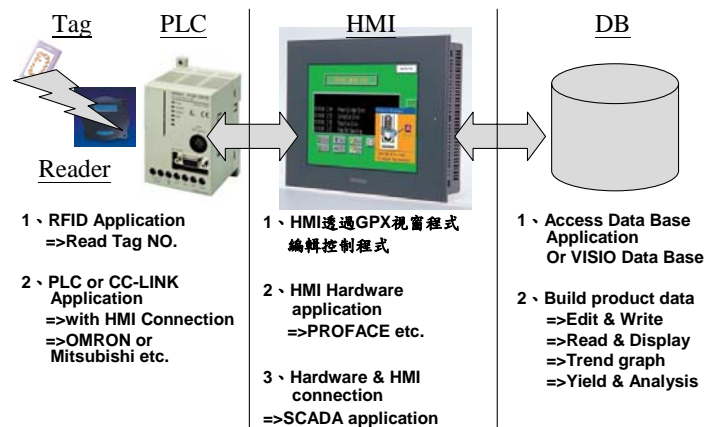 Tag
PLC
HMI
DB
Reader
1、RFID Application
=>Read Tag NO.
2、PLC or CC-LINK
Application
=>with HMI Connection
=>OMRON or
Mitsubishi etc.
1、HMI透過GPX視窗程式
編輯控制程式
2、HMI Hardware
application
=>PROFACE etc.
3、Hardware & HMI
connection
=>SCADA application
1、Access Data Base
Application
Or VISIO Data Base
2、Build product data
=>Edit & Write
=>Read & Display
=>Trend graph
=>Yield & Analysis